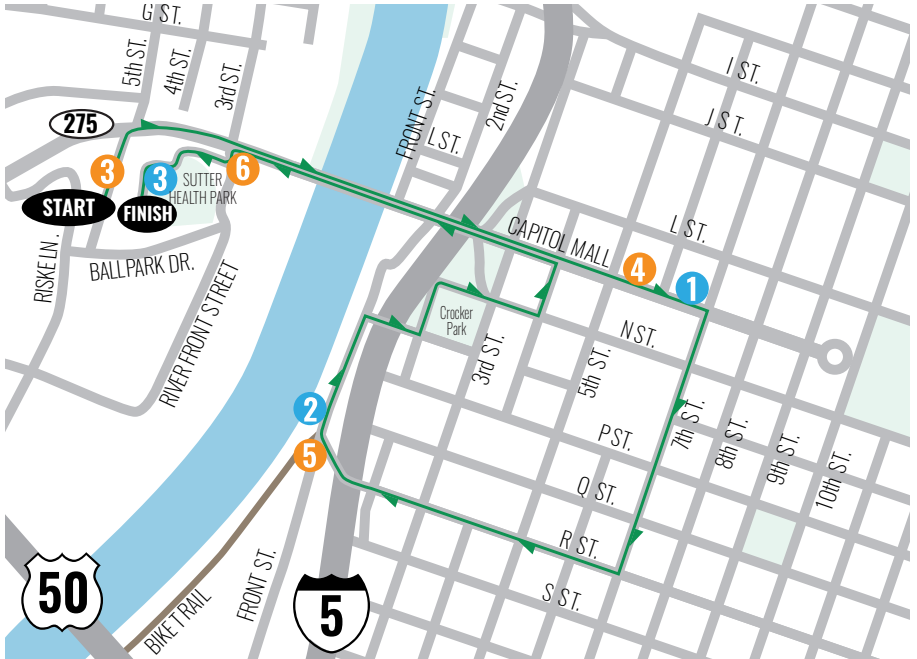 G ST.
5th ST.
4th ST.
3rd ST.
275
3
3
6
SUTTER
HEALTH PARK
START
FINISH
RISKE LN.
BALLPARK DR.
RIVER FRONT STREET
FRONT ST.
L ST.
2nd ST.
I ST.
J ST.
L ST.
CAPITOL MALL
4
1
Crocker
Park
3rd ST.
N ST.
5th ST.
P ST.
7th ST.
8th ST.
9th ST.
10th ST.
Q ST.
R ST.
S ST.
2
5
50
BIKE TRAIL
FRONT ST.
5